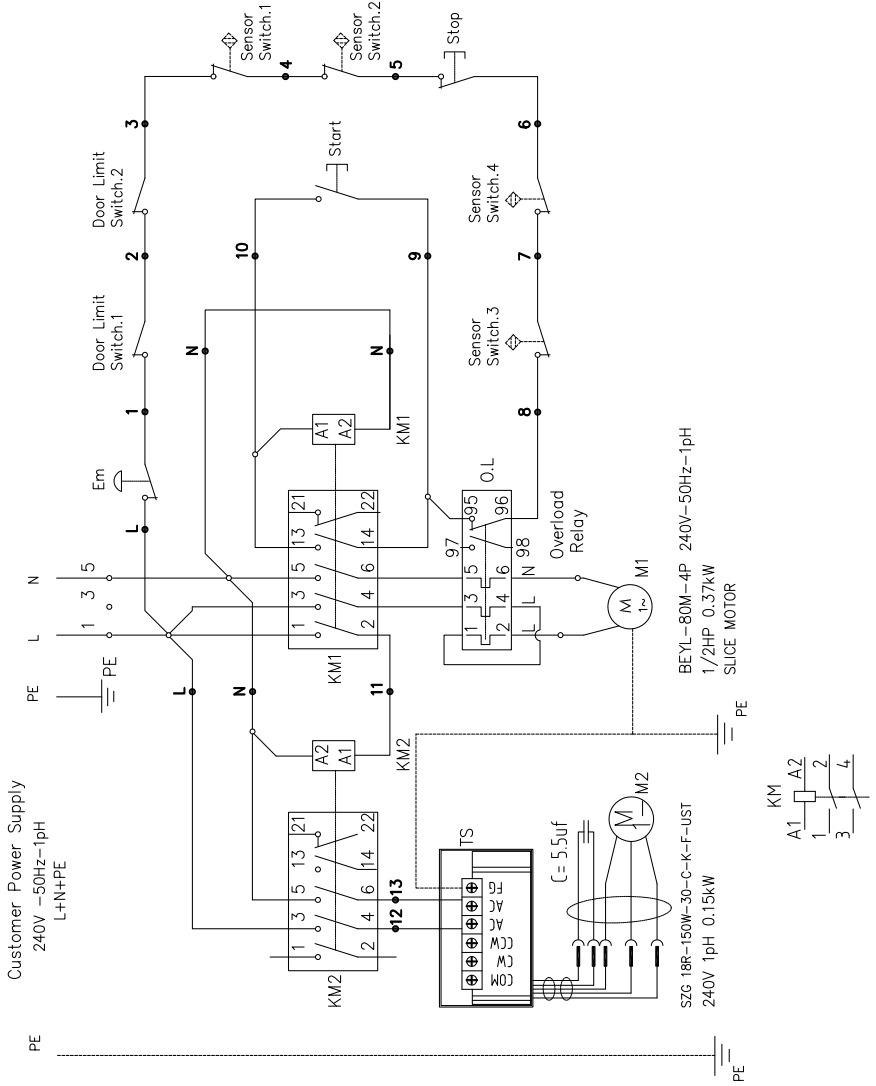 Customer Power Supply
240V -50Hz-1pH
L+N+PE
PE
PE
L
N
PE
1
3
5
L
Em
1
Door Limit
Switch.1
2
Door Limit
Switch.2
3
Sensor
Switch.1
4
Sensor
Switch.2
5
Stop
6
Sensor
Switch.4
7
Sensor
Switch.3
8
Start
10
9
N
N
A1
A2
KM1
1
3
5
13
21
2
4
6
14
22
KM1
L
N
11
A2
A1
KM2
1
3
5
13
21
2
4
6
14
22
KM2
12
13
O.L
1
3
5
97
95
2
4
6
98
96
Overload
Relay
L
L
N
M
1~
M1
BEYL-80M-4P 240V-50Hz-1pH
1/2HP 0.37kW
SLICE MOTOR
PE
TS
COM
CW
CCW
AC
AC
FG
C= 5.5uf
M
M2
SZG 18R-150W-30-C-K-F-UST
240V 1pH 0.15kW
PE
KM
A1
A2
1
2
3
4